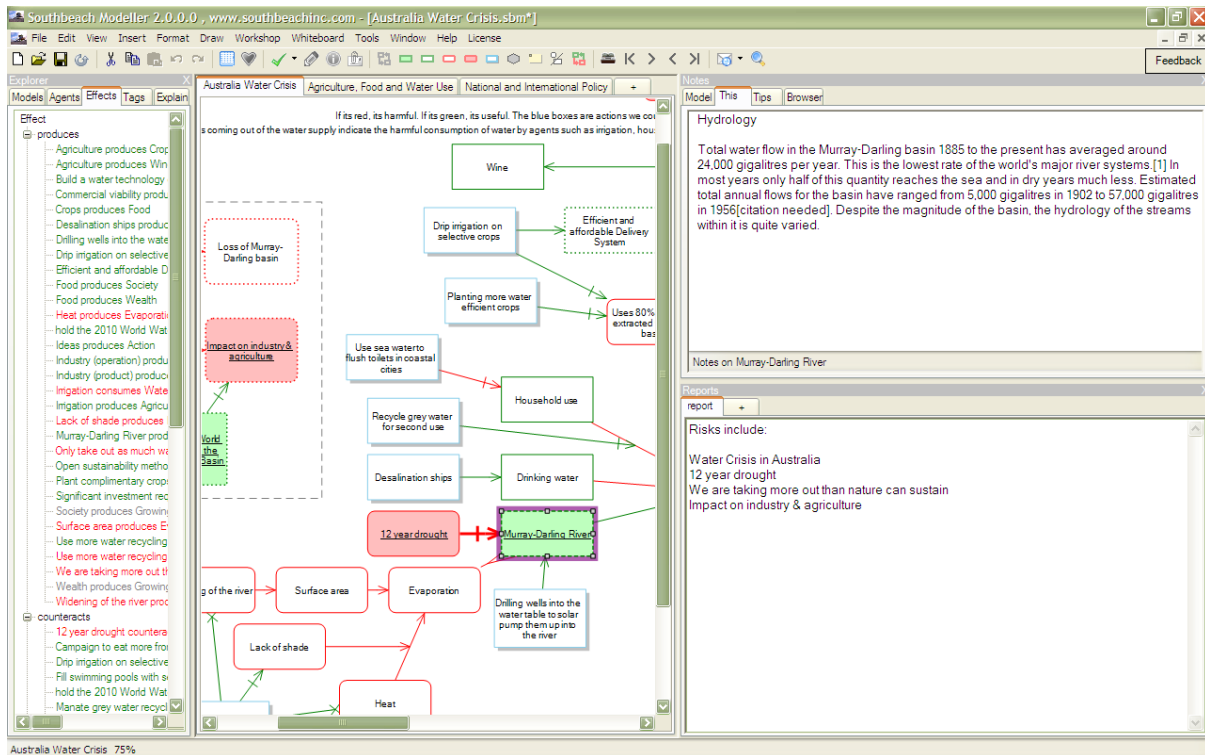 Southbeach Modeller 2.0.0.0 , www.southbeachinc.com - [Australia Water Crisis.sbm*]
File Edit View Insert Format Draw Workshop Whiteboard Tools Window Help License
Feedback
Explorer
Models Agents Effects Tags Explain
Effect
produces
Agriculture produces Crop
Agriculture produces Win
Build a water technology
Commercial viability produ
Crops produces Food
Desalination ships produc
Drilling wells into the wate
Drip irrigation on selective
Efficient and affordable D
Food produces Society
Food produces Wealth
Heat produces Evaporati
hold the 2010 World Wat
Ideas produces Action
Industry (operation) produ
Industry (product) produce
Irrigation consumes Wate
Irrigation produces Agricu
Lack of shade produces
Murray-Darling River prod
Only take out as much wa
Open sustainability metho
Plant complimentary crops
Significant investment rec
Society produces Growing
Surface area produces Ev
Use more water recycling
Use more water recycling
We are taking more out th
Wealth produces Growing
Widening of the river proc
counteracts
12 year drought countera
Campaign to eat more fro
Drip irrigation on selective
Fill swimming pools with se
hold the 2010 World Wat
Manate grey water recycl
Australia Water Crisis
Agriculture, Food and Water Use
National and International Policy
+
If its red, its harmful. If its green, its useful. The blue boxes are actions we cou
s coming out of the water supply indicate the harmful consumption of water by agents such as irrigation, hou
Wine
Drip irrigation on
selective crops
Efficient and
affordable Delivery
System
Loss of Murray-
Darling basin
Planting more water
efficient crops
Uses 80%
extracted
bas
Impact on industry &
agriculture
Use sea water to
flush toilets in coastal
cities
Household use
Recycle grey water
for second use
World
the
Basin
Desalination ships
Drinking water
12 year drought
Murray-Darling River
g of the river
Surface area
Evaporation
Drilling wells into the
water table to solar
pump them up into
the river
Lack of shade
Heat
Notes
Model This Tips Browser
Hydrology
Total water flow in the Murray-Darling basin 1885 to the present has averaged around
24,000 gigalitres per year. This is the lowest rate of the world's major river systems.[1] In
most years only half of this quantity reaches the sea and in dry years much less. Estimated
total annual flows for the basin have ranged from 5,000 gigalitres in 1902 to 57,000 gigalitres
in 1956[citation needed]. Despite the magnitude of the basin, the hydrology of the streams
within it is quite varied.
Notes on Murray-Darling River
Reports
report +
Risks include:
Water Crisis in Australia
12 year drought
We are taking more out than nature can sustain
Impact on industry & agriculture
Australia Water Crisis 75%